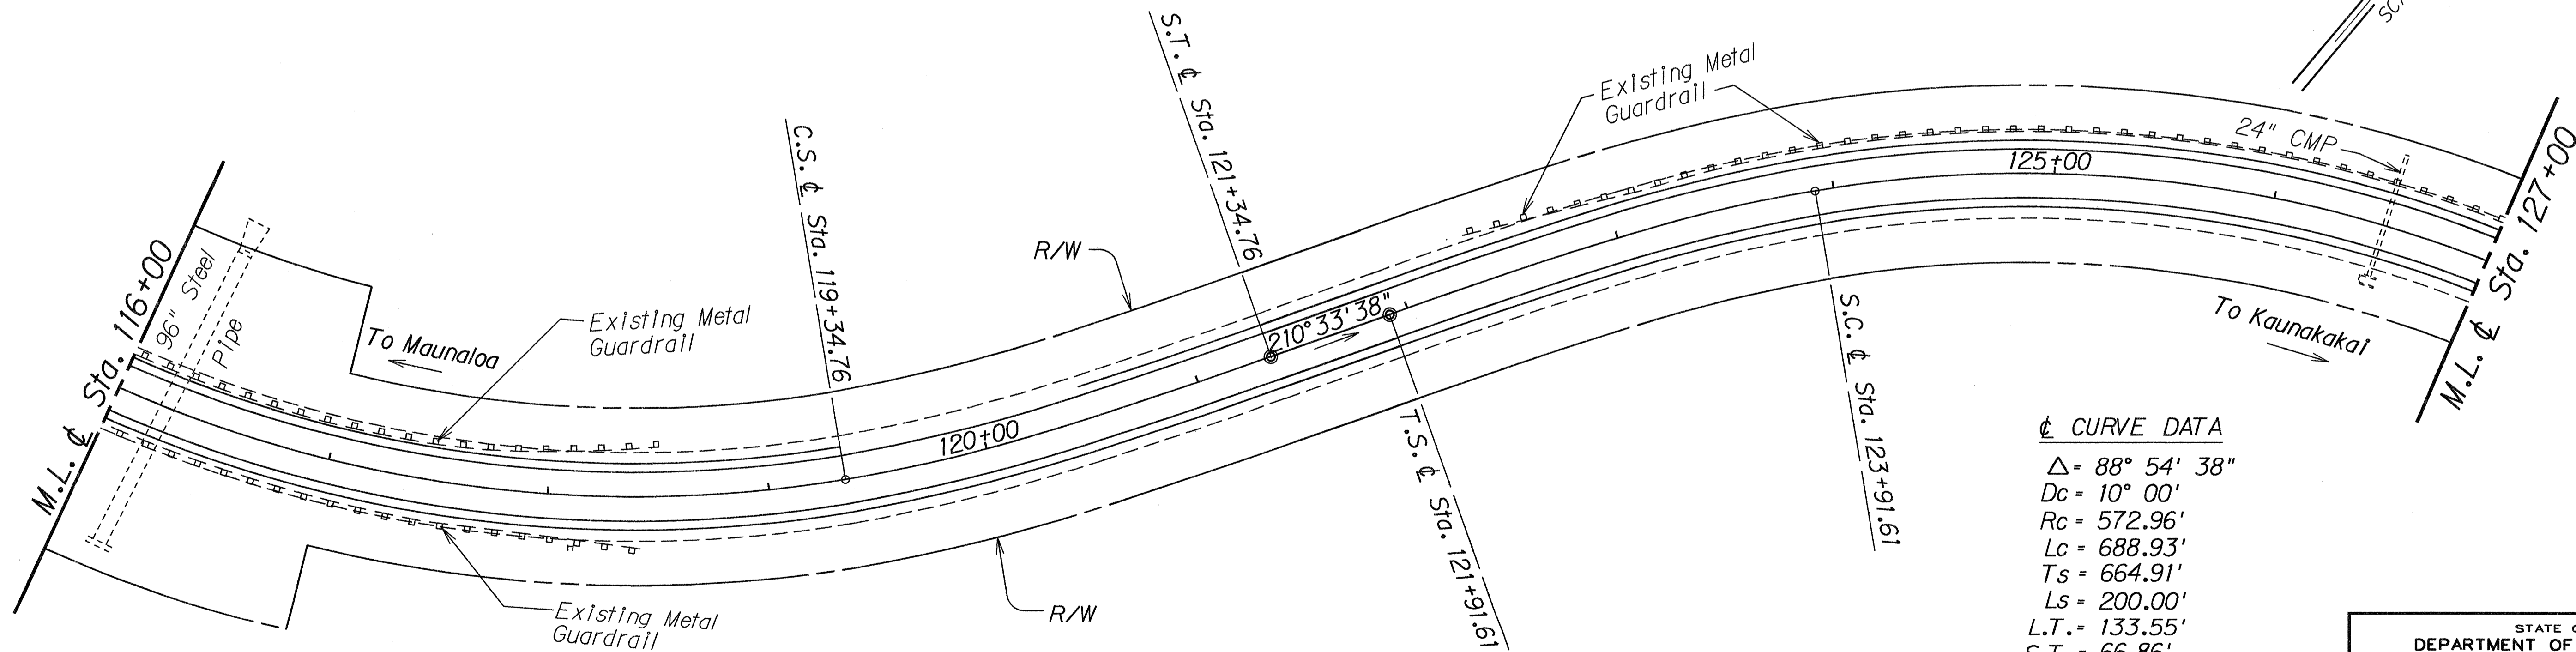 M.L. ℄ Sta. 116+00
96" Steel
Pipe
To Maunaloa
Existing Metal
Guardrail
Existing Metal
Guardrail
C.S. ℄ Sta. 119+34.76
120+00
R/W
R/W
S.T. ℄ Sta. 121+34.76
210°33'38"
T.S. ℄ Sta. 121+91.61
Existing Metal
Guardrail
S.C. ℄ Sta. 123+91.61
125+00
24" CMP
To Kaunakakai
M.L. ℄ Sta. 127+00
℄ CURVE DATA
Δ= 88° 54' 38"
Dc = 10° 00'
Rc = 572.96'
Lc = 688.93'
Ts = 664.91'
Ls = 200.00'
L.T.= 133.55'
S.T.= 66.86'
STATE
DEPARTMENT OF